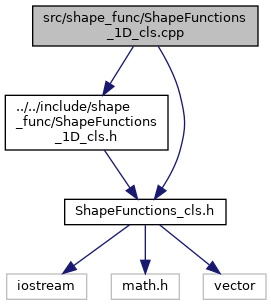 src/shape_func/ShapeFunctions
_1D_cls.cpp
../../include/shape
_func/ShapeFunctions
_1D_cls.h
ShapeFunctions_cls.h
iostream
math.h
vector